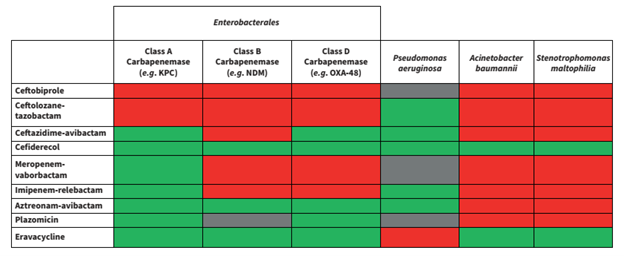 Enterobacterales
Class A
Carbapenemase
(e.g. KPC)
Class B
Carbapenemase
(e.g. NDM)
Class D
Carbapenemase
(e.g. OXA-48)
Pseudomonas
aeruginosa
Acinetobacter
baumannii
Stenotrophomonas
maltophilia
Ceftobiprole
Ceftolozane-
tazobactam
Ceftazidime-avibactam
Cefiderecol
Meropenem-
vaborbactam
Imipenem-relebactam
Aztreonam-avibactam
Plazomicin
Eravacycline